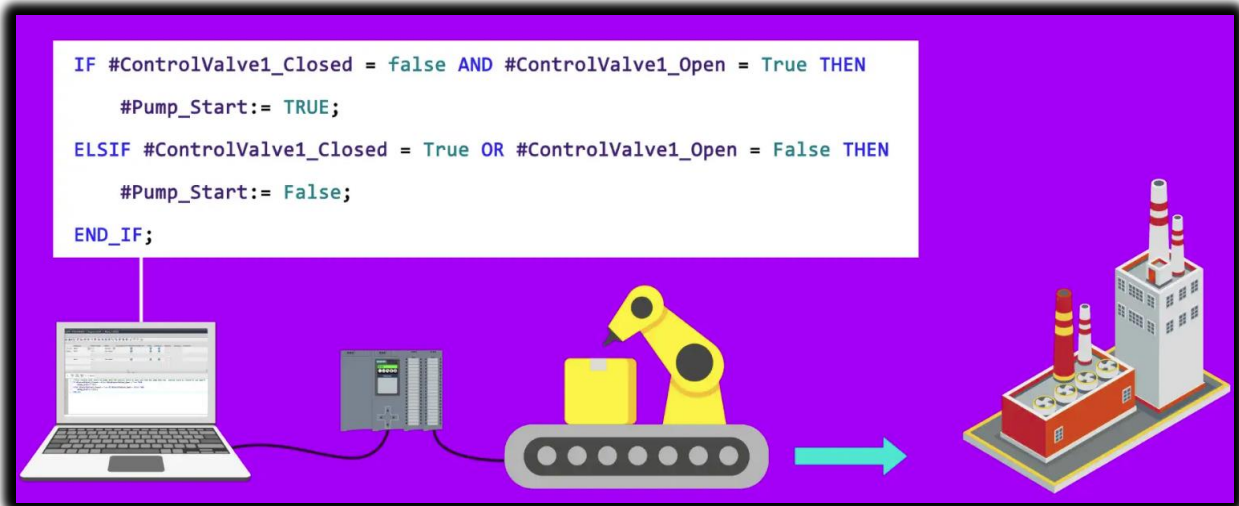 IF #ControlValve1_Closed = false AND #ControlValve1_Open = True THEN
#Pump_Start:= TRUE;
ELSIF #ControlValve1_Closed = True OR #ControlValve1_Open = False THEN
#Pump_Start:= False;
END_IF;